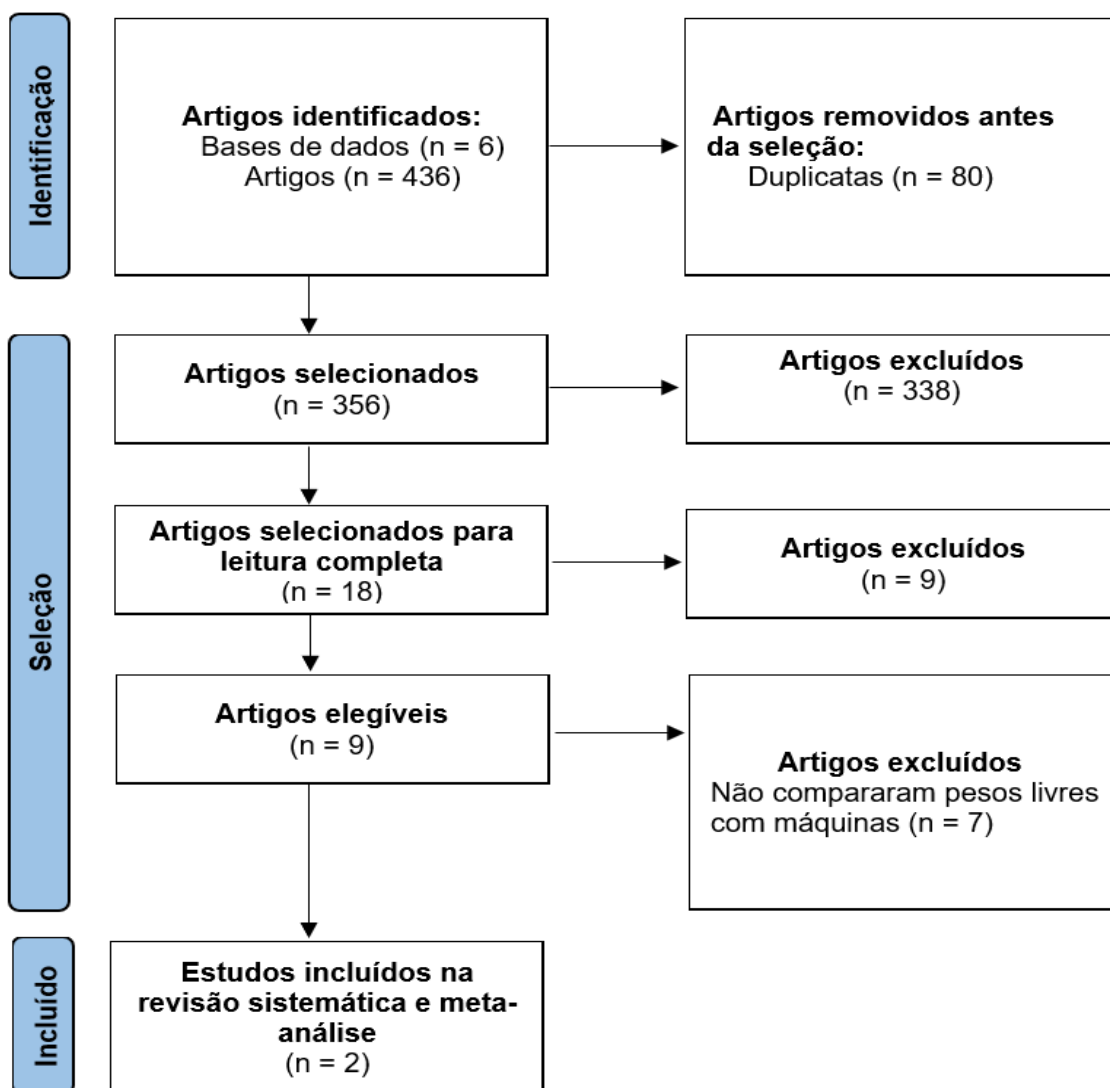 Identificação
Artigos identificados:
Bases de dados (n = 6)
Artigos (n = 436)
Artigos removidos antes
da seleção:
Duplicatas (n = 80)
Seleção
Artigos selecionados
(n = 356)
Artigos excluídos
(n = 338)
Artigos selecionados para
leitura completa
(n = 18)
Artigos excluídos
(n = 9)
Artigos elegíveis
(n = 9)
Artigos excluídos
Não compararam pesos livres
com máquinas (n = 7)
Incluído
Estudos incluídos na
revisão sistemática e meta-
análise
(n = 2)